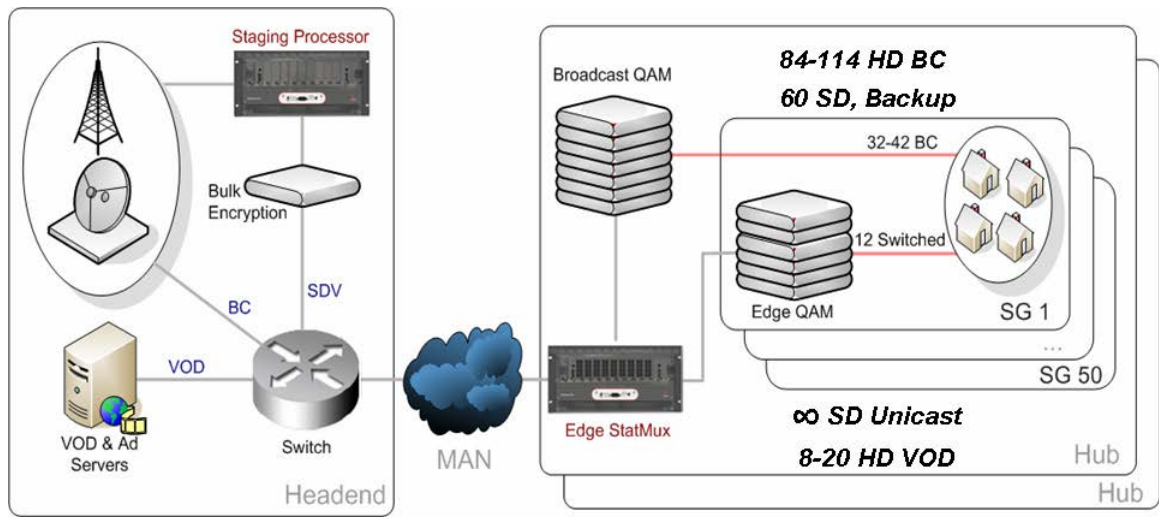 Staging Processor
Bulk
Encryption
BC
SDV
VOD
VOD & Ad
Servers
Switch
Headend
MAN
Broadcast QAM
84-114 HD BC
60 SD, Backup
32-42 BC
12 Switched
Edge QAM
SG 1
...
SG 50
Edge StatMux
∞ SD Unicast
8-20 HD VOD
Hub
Hub